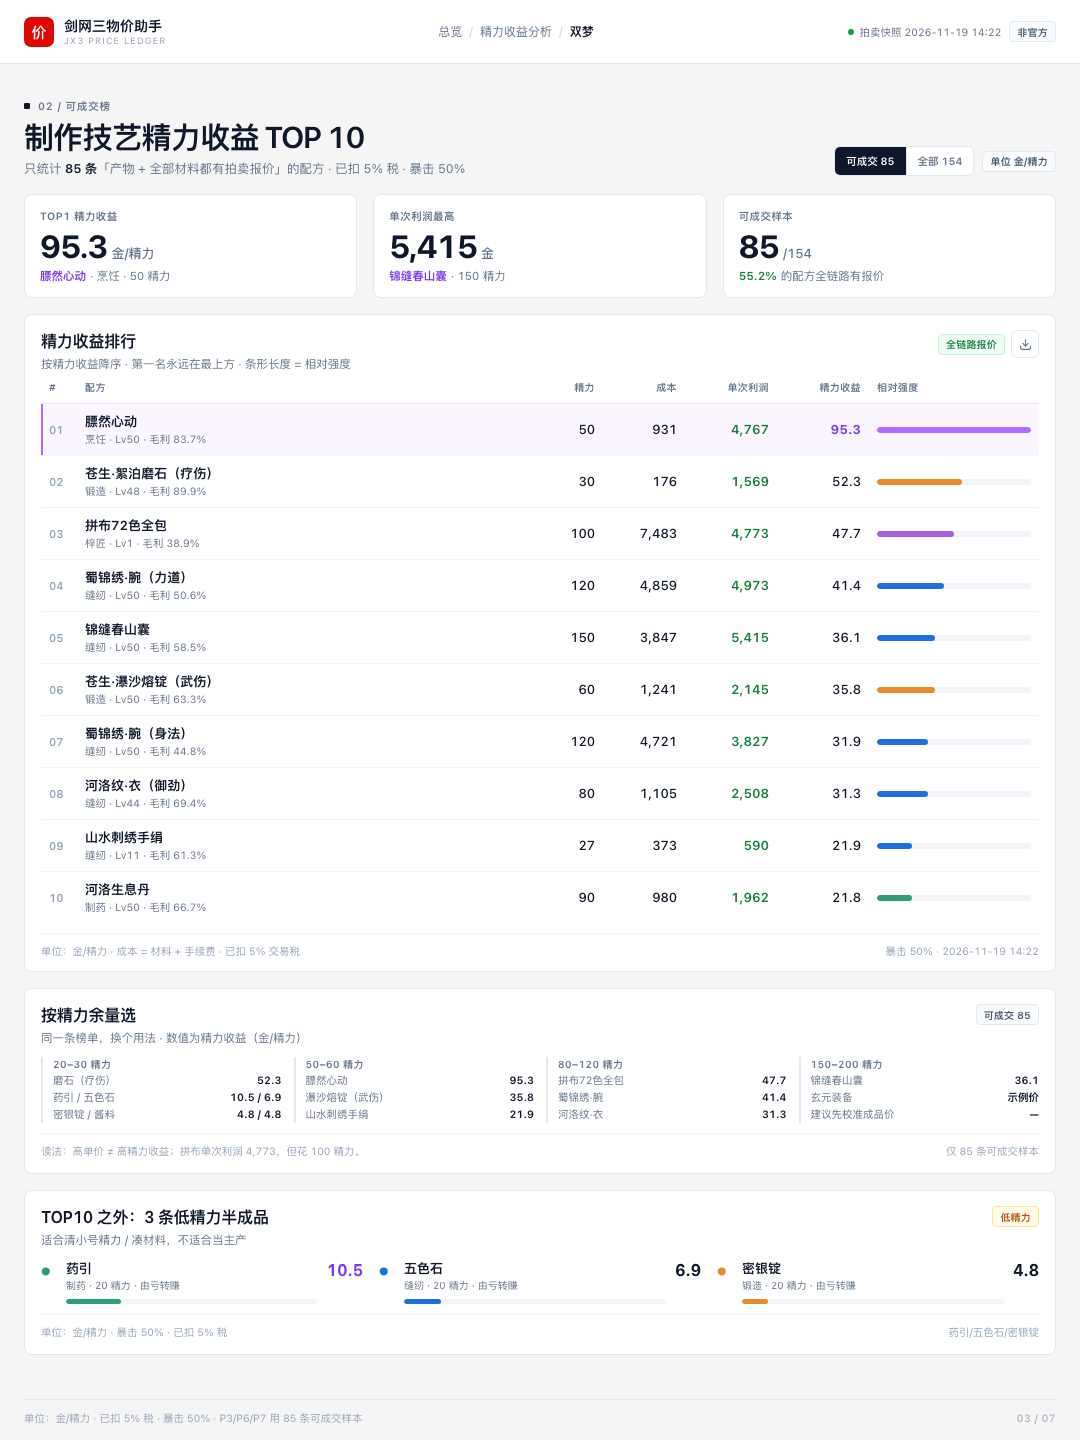 价
剑网三物价助手
JX3 PRICE LEDGER
总览 / 精力收益分析 / 双梦
拍卖快照 2026-11-19 14:22
非官方
02 / 可成交榜
制作技艺精力收益 TOP 10
只统计 85 条「产物 + 全部材料都有拍卖报价」的配方 · 已扣 5% 税 · 暴击 50%
可成交 85
全部 154
单位 金/精力
TOP1 精力收益
95.3 金/精力
膘然心动 · 烹饪 · 50 精力
单次利润最高
5,415 金
锦缝春山囊 · 150 精力
可成交样本
85 /154
55.2% 的配方全链路有报价
精力收益排行
按精力收益降序 · 第一名永远在最上方 · 条形长度 = 相对强度
全链路报价
# 配方 精力 成本 单次利润 精力收益 相对强度
01 膘然心动 50 931 4,767 95.3
烹饪 · Lv50 · 毛利 83.7%
02 苍生·絮泊磨石（疗伤） 30 176 1,569 52.3
锻造 · Lv48 · 毛利 89.9%
03 拼布72色全包 100 7,483 4,773 47.7
梓匠 · Lv1 · 毛利 38.9%
04 蜀锦绣·腕（力道） 120 4,859 4,973 41.4
缝纫 · Lv50 · 毛利 50.6%
05 锦缝春山囊 150 3,847 5,415 36.1
缝纫 · Lv50 · 毛利 58.5%
06 苍生·瀑沙熔锭（武伤） 60 1,241 2,145 35.8
锻造 · Lv50 · 毛利 63.3%
07 蜀锦绣·腕（身法） 120 4,721 3,827 31.9
缝纫 · Lv50 · 毛利 44.8%
08 河洛纹·衣（御劲） 80 1,105 2,508 31.3
缝纫 · Lv44 · 毛利 69.4%
09 山水刺绣手绢 27 373 590 21.9
缝纫 · Lv11 · 毛利 61.3%
10 河洛生息丹 90 980 1,962 21.8
制药 · Lv50 · 毛利 66.7%
单位：金/精力 · 成本 = 材料 + 手续费 · 已扣 5% 交易税
暴击 50% · 2026-11-19 14:22
按精力余量选
同一条榜单，换个用法 · 数值为精力收益（金/精力）
可成交 85
20–30 精力
磨石（疗伤） 52.3
药引 / 五色石 10.5 / 6.9
密银锭 / 酱料 4.8 / 4.8
50–60 精力
膘然心动 95.3
瀑沙熔锭（武伤） 35.8
山水刺绣手绢 21.9
80–120 精力
拼布72色全包 47.7
蜀锦绣·腕 41.4
河洛纹·衣 31.3
150–200 精力
锦缝春山囊 36.1
玄元装备 示例价
建议先校准成品价 —
读法：高单价 ≠ 高精力收益；拼布单次利润 4,773，但花 100 精力。
仅 85 条可成交样本
TOP10 之外：3 条低精力半成品
适合清小号精力 / 凑材料，不适合当主产
低精力
药引 10.5
制药 · 20 精力 · 由亏转赚
五色石 6.9
缝纫 · 20 精力 · 由亏转赚
密银锭 4.8
锻造 · 20 精力 · 由亏转赚
单位：金/精力 · 暴击 50% · 已扣 5% 税
药引/五色石/密银锭
单位：金/精力 · 已扣 5% 税 · 暴击 50% · P3/P6/P7 用 85 条可成交样本
03 / 07